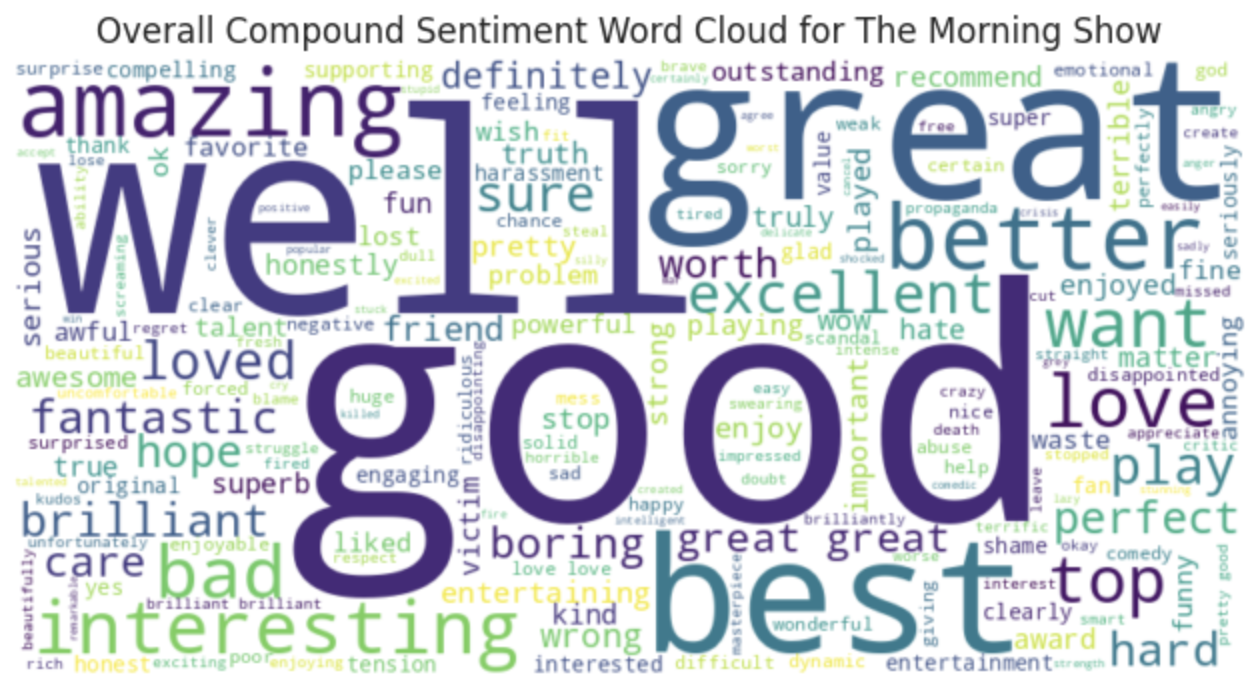 Overall Compound Sentiment Word Cloud for The Morning Show
surprise compelling supporting definitely brave outstanding recommend emotional god
certainly
stupid
amazing
feeling
great
angry
wish fit
agree
free
super
create
thank
favorite
ok
lose
accept
truth
worst
weak
value
certain
terrible
perfectly
anger
seriously
well
please
harassment
sorry
cancel
played
ability
positive
fun
sure
chance
steal
tired
truly
delicate
propaganda
crisis
easily
better
sadly
clever
popular
lost
dull
pretty
silly
glad
shocked
serious
screaming
honestly
excited
problem
worth
war
fine
excellent
enjoyed
missed
cut
win
clear
stuck
awful
regret
talent
negative
friend
powerful
playing
wow
scandal
hate
want
annoying
beautiful
fresh
loved
strong
intense
straight
matter
grey
awesome
uncomfortable
forced
cry
blame
good
huge
killed
ridiculous
disappointing
mess
stop
easy
swearing
important
crazy
nice
death
love
disappointed
fantastic
solid
horrible
sad
enjoy
impressed
doubt
abuse
help
comedic
appreciate
surprised
hope
struggle
fired
waste
stopped
critic
true
talented
original
superb
engaging
victim
created
happy
intelligent
leave
fan
lazy
play
stunning
kudos
brilliant
fire
brilliantly
terrific
perfect
unfortunately
enjoyable
liked
respect
boring
great great
worse
shame
okay
comedy
care
bad
love love
best
masterpiece
interest
top
funny
pretty good
beautifully
remarkable
yes
brilliant brilliant
entertaining
kind
wonderful
giving
clearly
smart
interesting
wrong
award
hard
rich honest exciting poor enjoying tension interested difficult dynamic entertainment strength